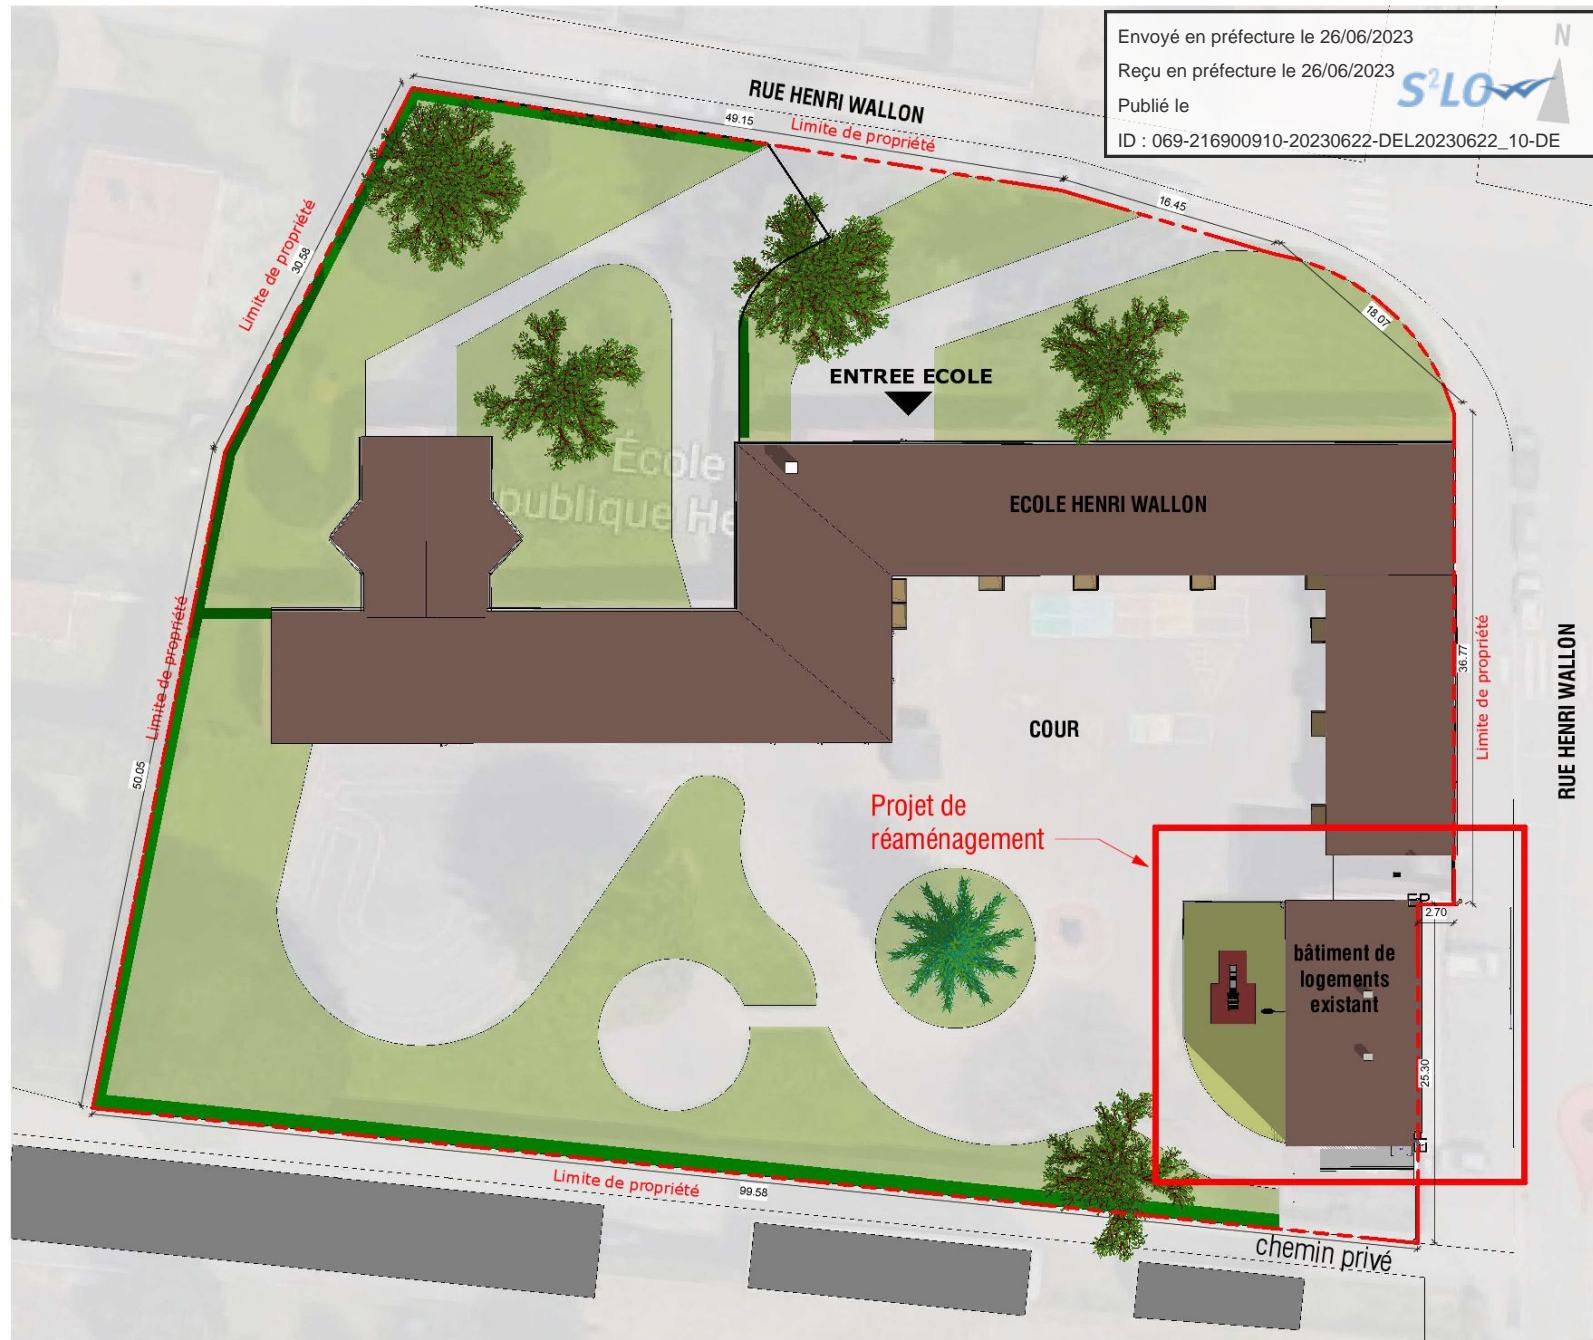 Envoyé en préfecture le 26/06/2023
Reçu en préfecture le 26/06/2023
Publié le
ID : 069-216900910-20230622-DEL20230622_10-DE
S²LO
N
RUE HENRI WALLON
49.15
Limite de propriété
16.45
18.07
Limite de propriété
30.58
ENTREE ECOLE
École
publique He
ECOLE HENRI WALLON
Limite de propriété
50.05
COUR
36.77
Limite de propriété
RUE HENRI WALLON
Projet de
réaménagement
EP
2.70
bâtiment de
logements
existant
25.30
Limite de propriété
99.58
chemin privé